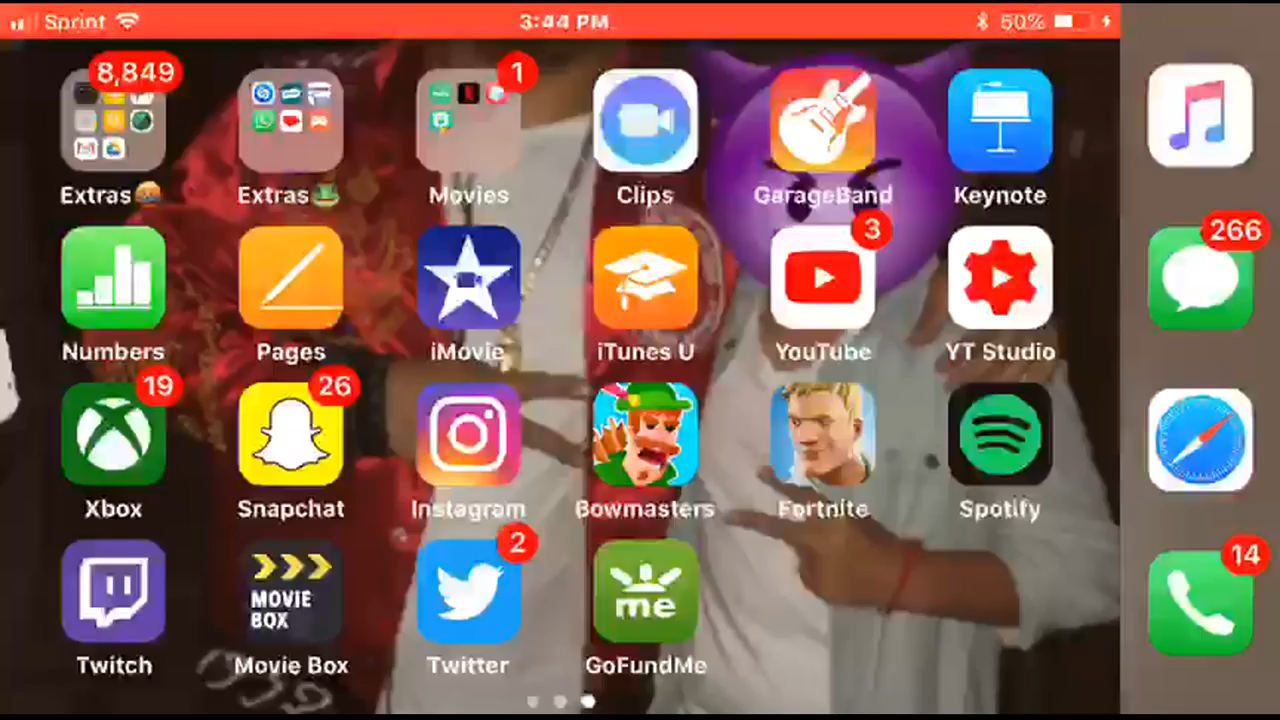 Sprint 3:44 PM 50%
8,849 1
Extras Extras Movies Clips GarageBand Keynote
3 266
Numbers Pages iMovie iTunes U YouTube YT Studio
19 26
Xbox Snapchat Instagram Bowmasters Fortnite Spotify
2 14
MOVIE
BOX
me
Twitch Movie Box Twitter GoFundMe